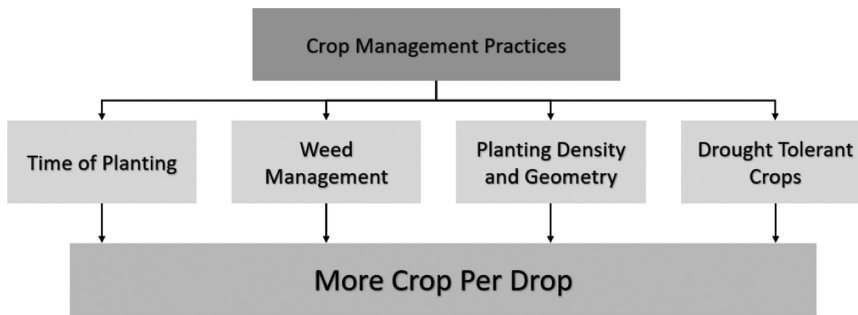 Crop Management Practices
Time of Planting
Weed
Management
Planting Density
and Geometry
Drought Tolerant
Crops
More Crop Per Drop